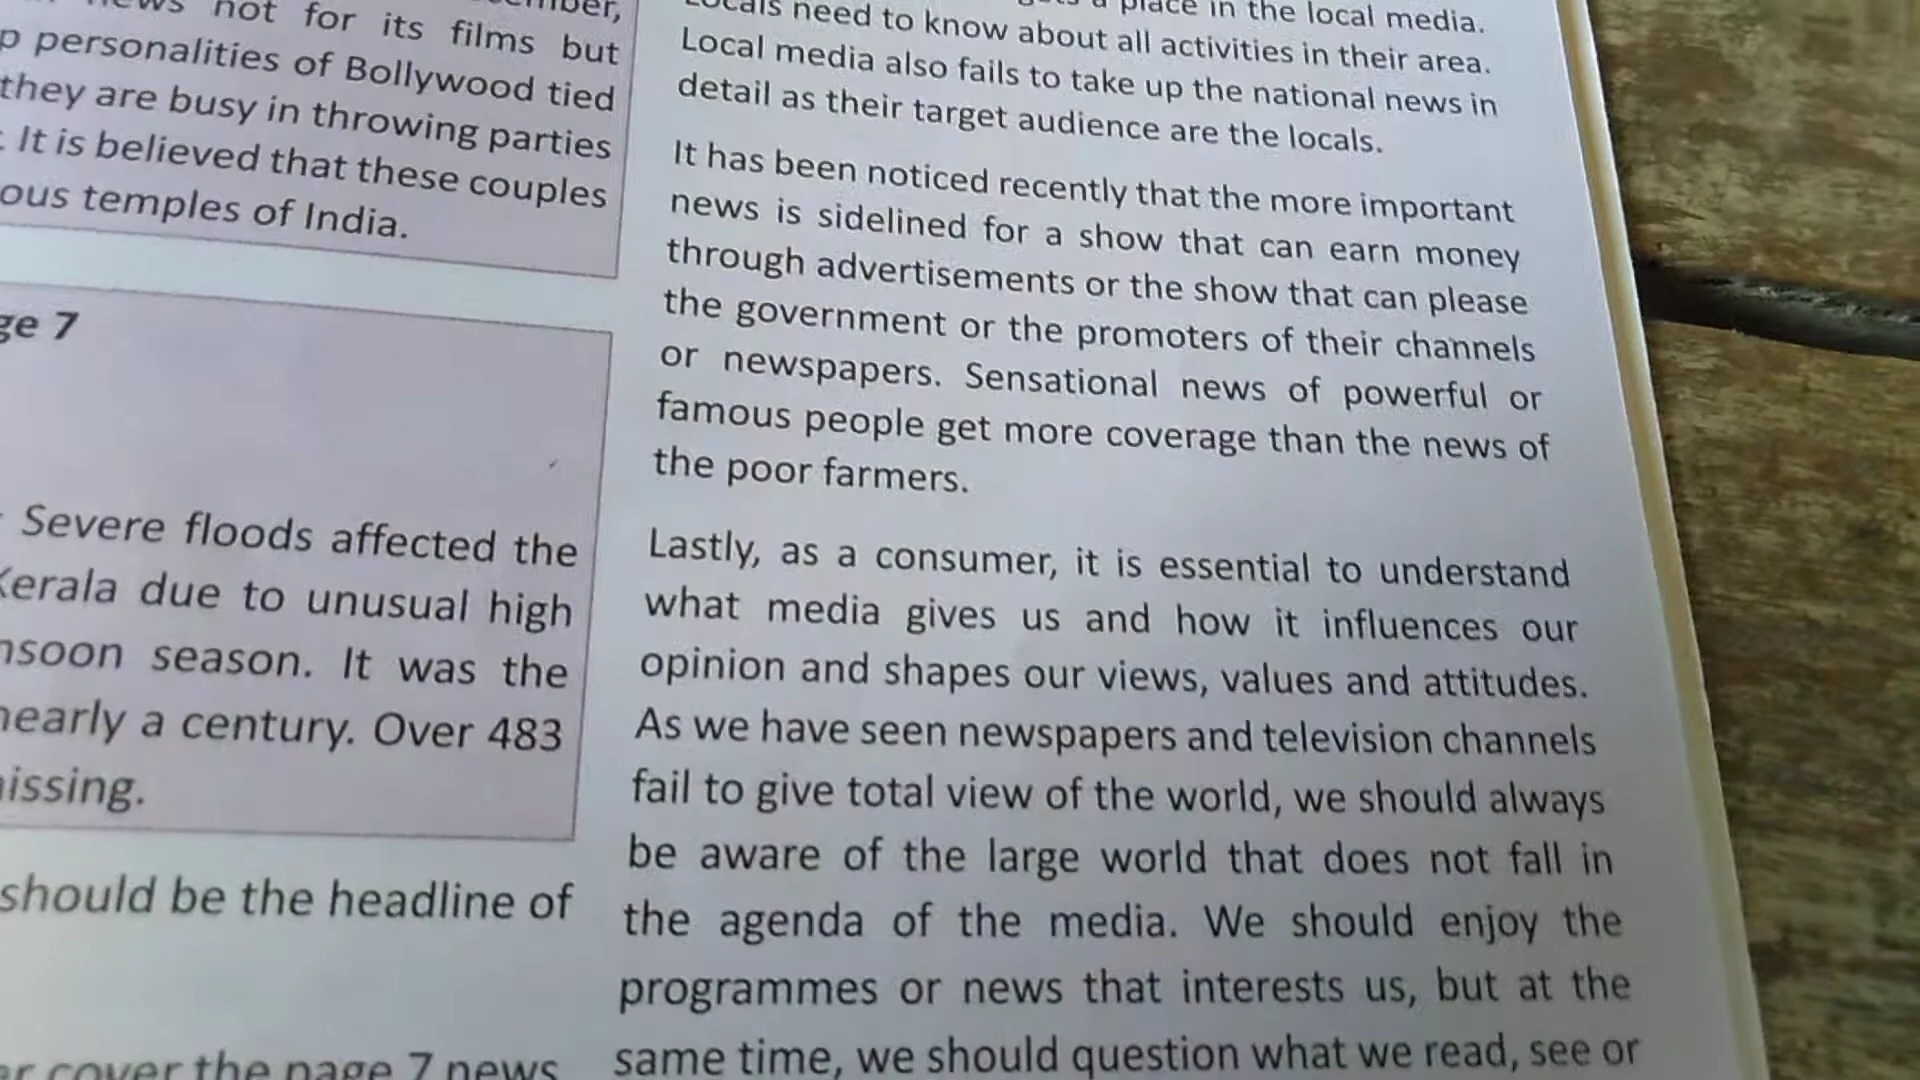 not for its films but
personalities of Bollywood tied
they are busy in throwing parties
It is believed that these couples
ous temples of India.
ge 7
Severe floods affected the
Kerala due to unusual high
nsoon season. It was the
nearly a century. Over 483
issing.
should be the headline of
cover the page 7 news
place in the local media.
Locals need to know about all activities in their area.
Local media also fails to take up the national news in
detail as their target audience are the locals.
It has been noticed recently that the more important
news is sidelined for a show that can earn money
through advertisements or the show that can please
the government or the promoters of their channels
or newspapers. Sensational news of powerful or
famous people get more coverage than the news of
the poor farmers.
Lastly, as a consumer, it is essential to understand
what media gives us and how it influences our
opinion and shapes our views, values and attitudes.
As we have seen newspapers and television channels
fail to give total view of the world, we should always
be aware of the large world that does not fall in
the agenda of the media. We should enjoy the
programmes or news that interests us, but at the
same time, we should question what we read, see or